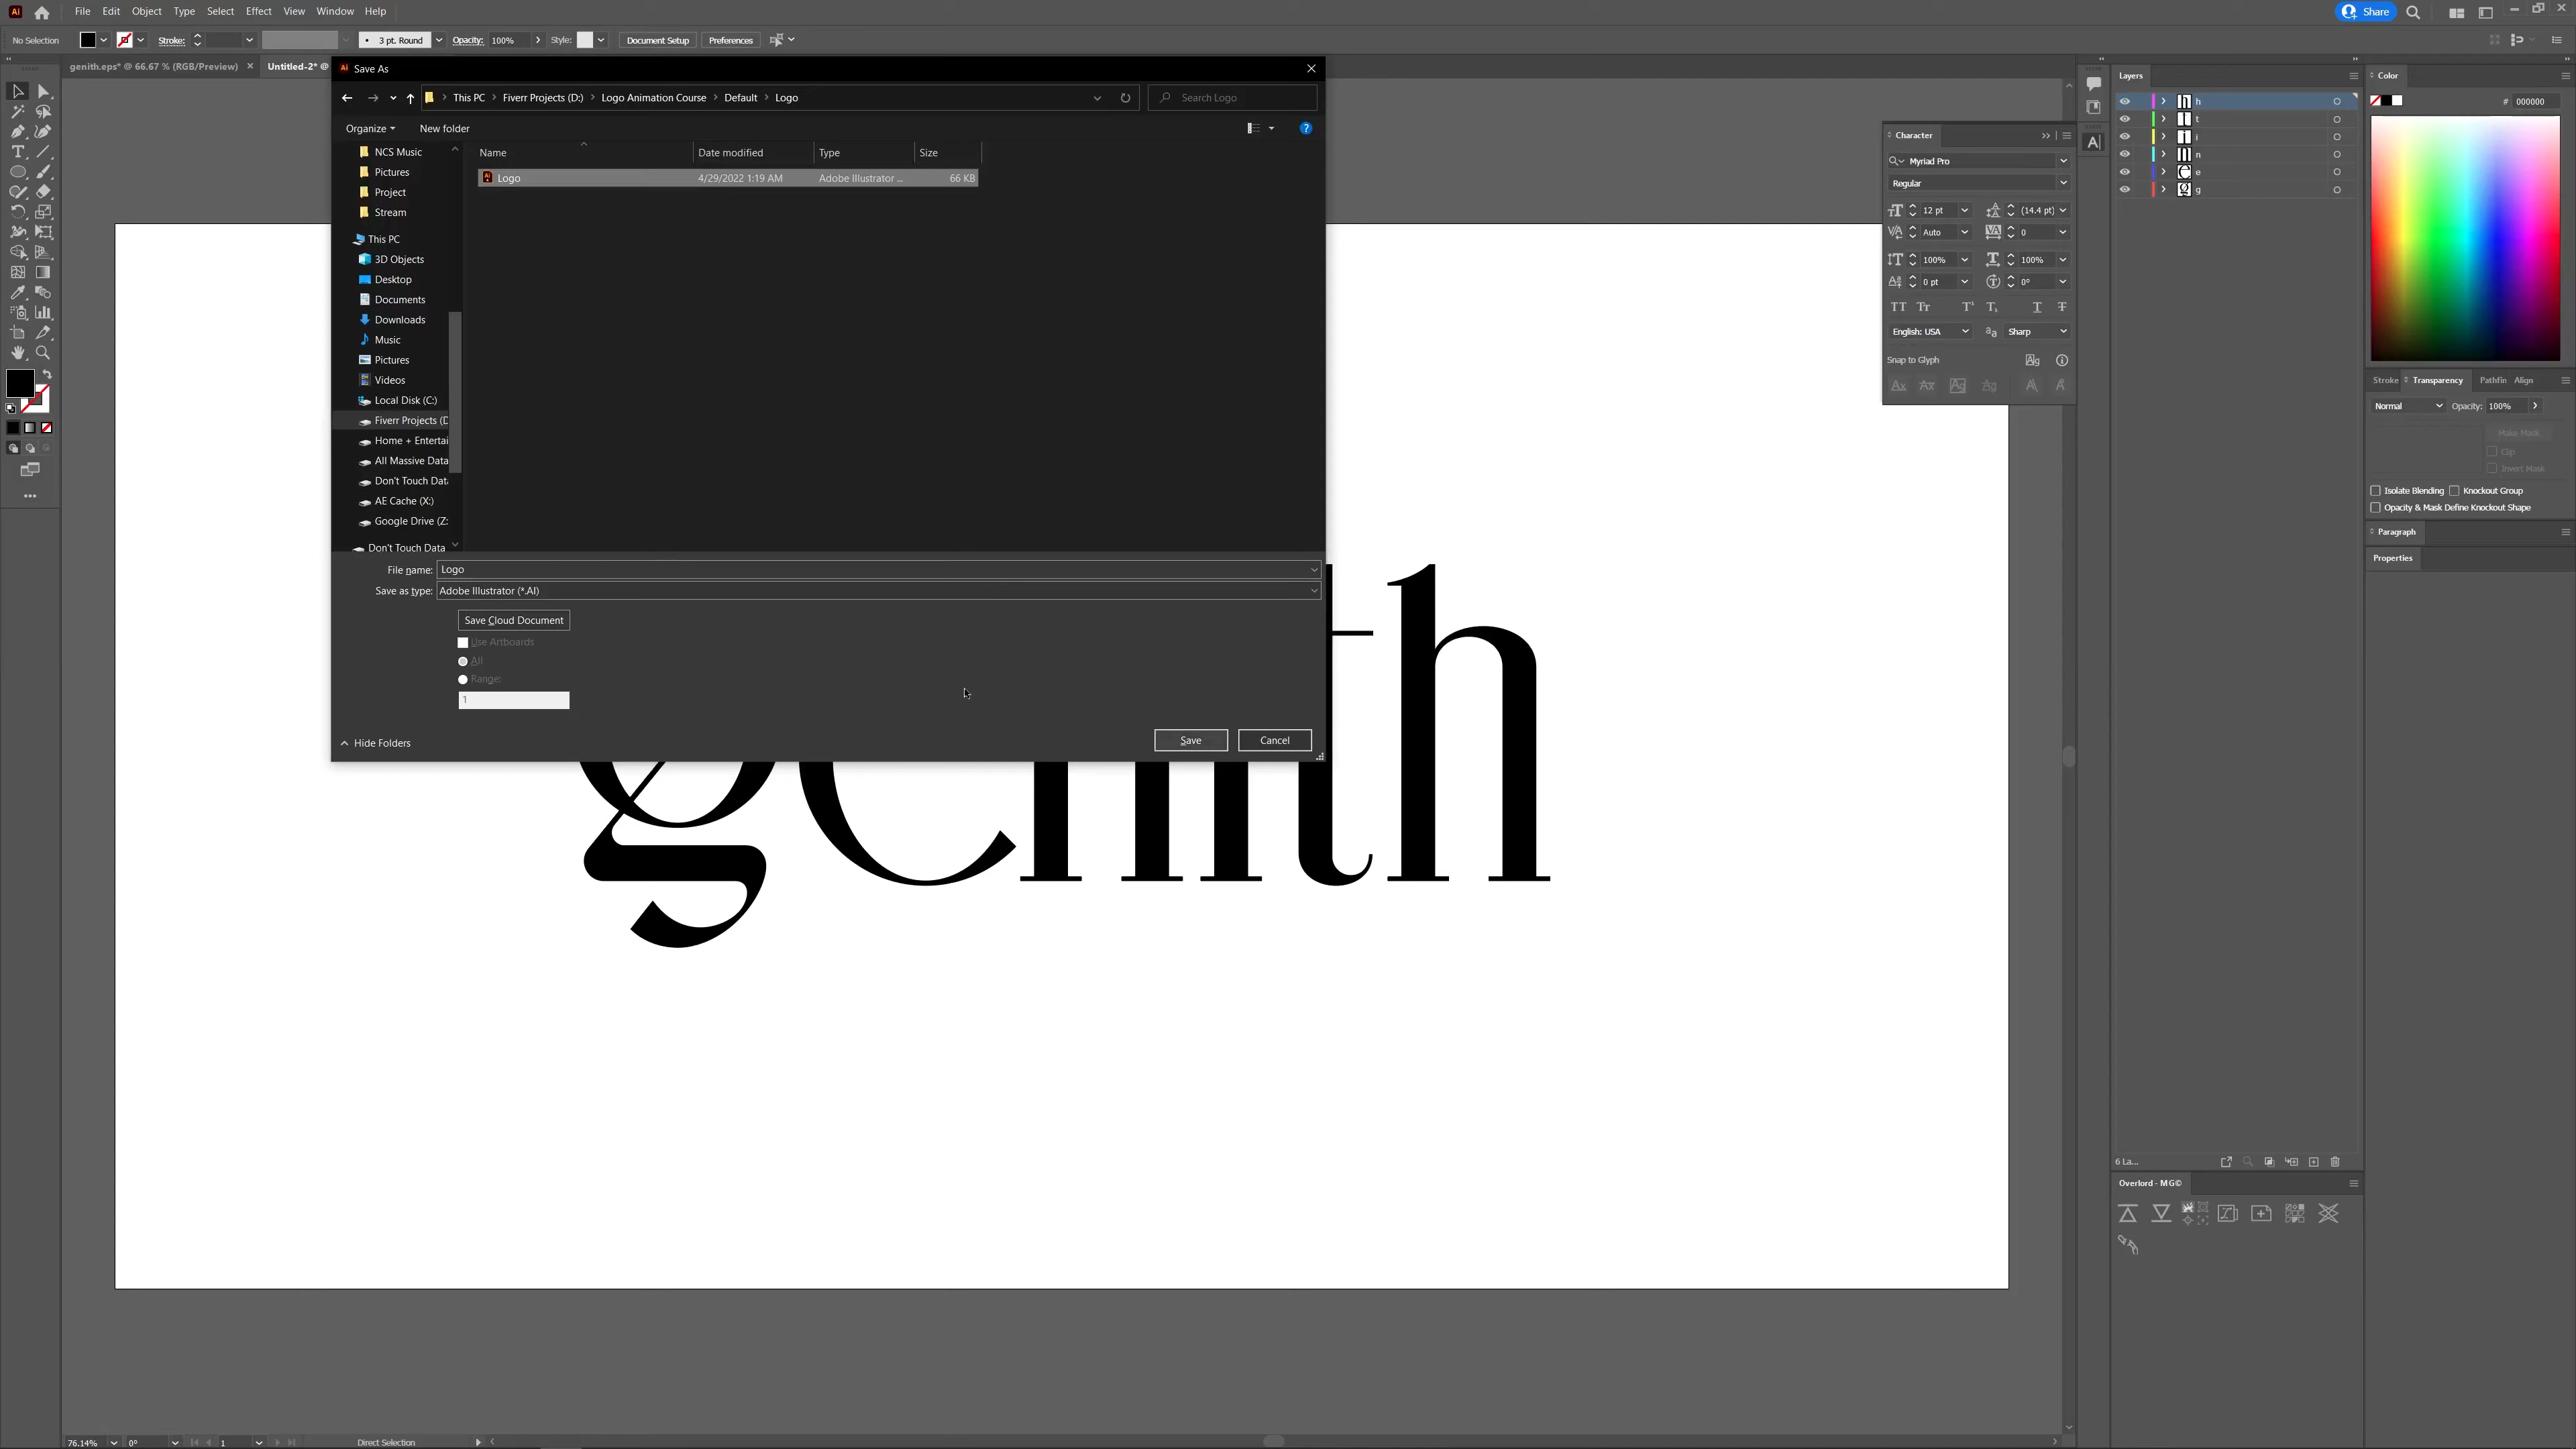 File Edit Object Type Select Effect View Window Help
Share
No Selection Stroke: 3 pt. Round Opacity: 100% Style: Document Setup Preferences
genith.eps* @ 66.67 % (RGB/Preview) × Untitled-2* @
Save As
This PC > Fiverr Projects (D:) > Logo Animation Course > Default > Logo
Search Logo
Organize New folder
Name Date modified Type Size
Logo 4/29/2022 1:19 AM Adobe Illustrator ... 66 KB
NCS Music
Pictures
Project
Stream
This PC
3D Objects
Desktop
Documents
Downloads
Music
Pictures
Videos
Local Disk (C:)
Fiverr Projects (D
Home + Entertai
All Massive Data
Don't Touch Data
AE Cache (X:)
Google Drive (Z:
Don't Touch Data
File name: Logo
Save as type: Adobe Illustrator (*.AI)
Save Cloud Document
Use Artboards
All
Range:
1
Hide Folders
Save Cancel
genith
Character
Myriad Pro
Regular
12 pt (14.4 pt)
Auto 0
100% 100%
0 pt 0°
English: USA Sharp
Snap to Glyph
Layers
h
t
i
n
e
g
6 La...
Overlord - MG©
Color
# 000000
Stroke Transparency Pathfin Align
Normal Opacity: 100%
Make Mask
Clip
Invert Mask
Isolate Blending Knockout Group
Opacity & Mask Define Knockout Shape
Paragraph
Properties
76.14% 0° 1 Direct Selection